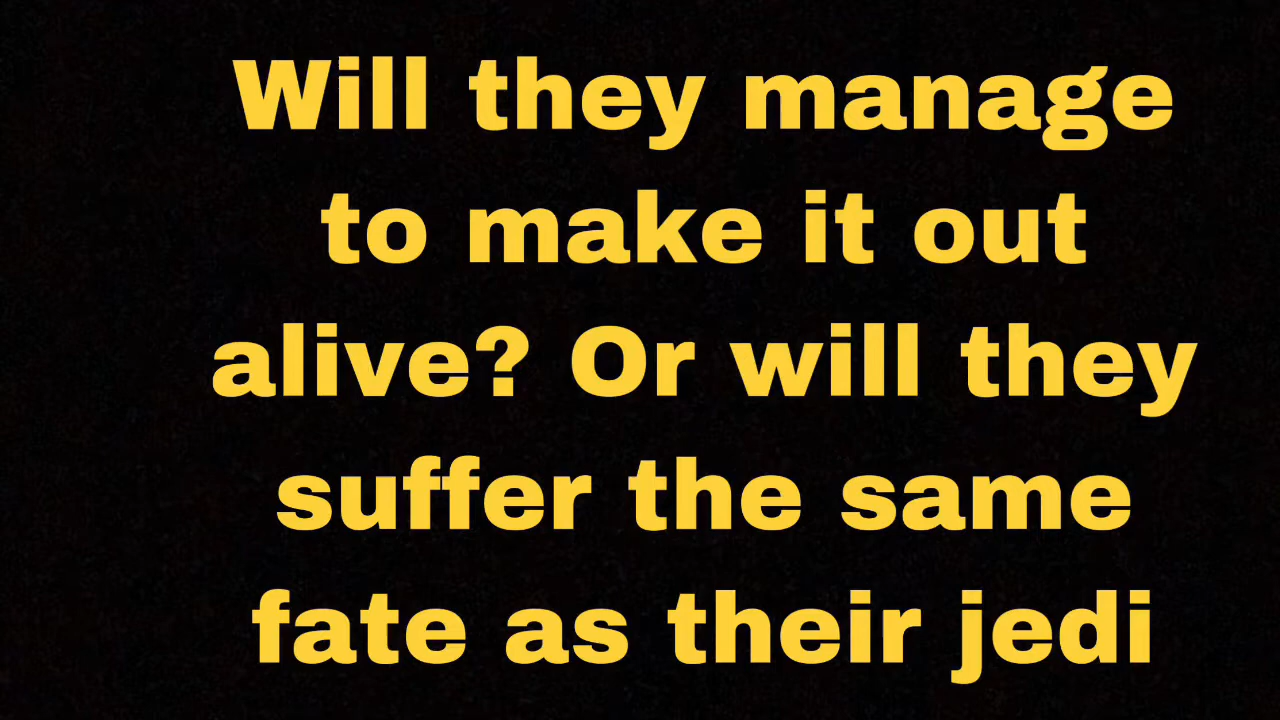 Will they manage
to make it out
alive? Or will they
suffer the same
fate as their jedi